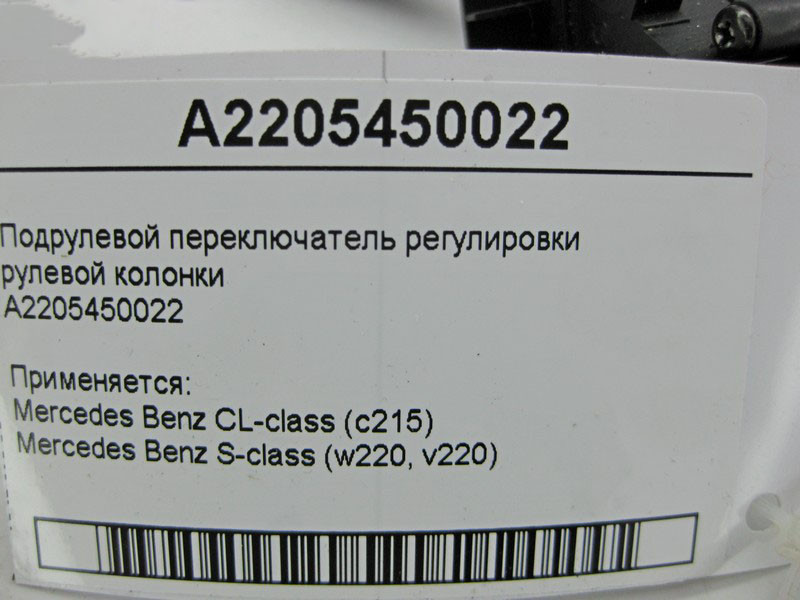 A2205450022
Подрулевой переключатель регулировки
рулевой колонки
A2205450022
Применяется:
Mercedes Benz CL-class (c215)
Mercedes Benz S-class (w220, v220)